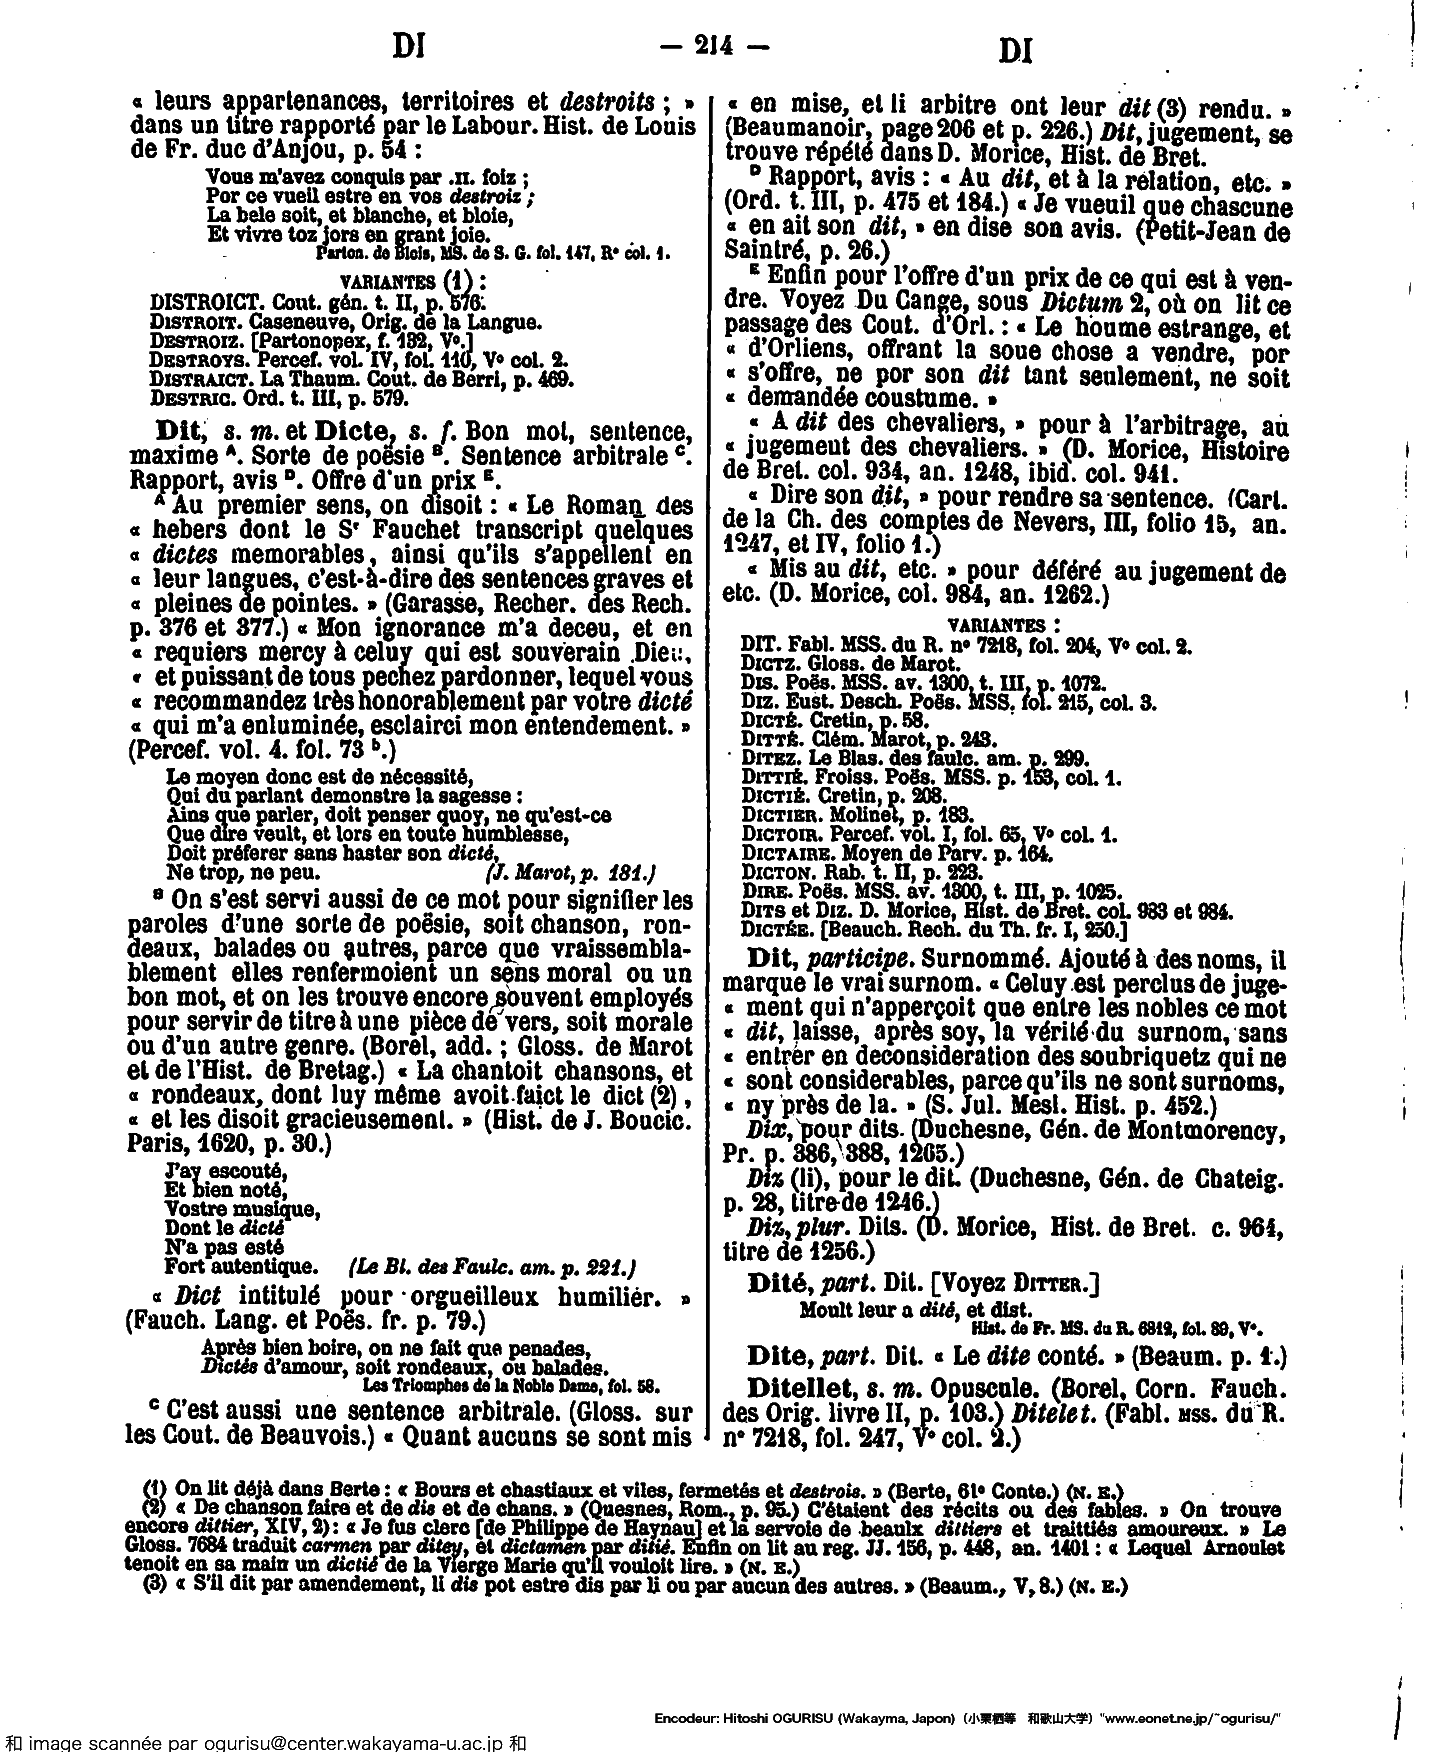 DI — 214 — DI
« leurs appartenances, territoires et destroits ; »
dans un titre rapporté par le Labour. Hist. de Louis
de Fr. duc d'Anjou, p. 54 :
Vous m'avez conquis par .II. foiz ;
Por ce vueil estre en vos destroiz ;
La bele soit, et blanche, et bloie,
Et vivre toz jors en grant joie.
Parton. de Blois, MS. de S. G. fol. 147, R° col. 1.
VARIANTES (1) :
DISTROICT. Cout. gén. t. II, p. 576.
DISTROIT. Caseneuve, Orig. de la Langue.
DESTROIZ. [Partonopex, f. 132, V°.]
DESTROYS. Percef. vol. IV, fol. 110, V° col. 2.
DISTRAICT. La Thaum. Cout. de Berri, p. 469.
DESTRIC. Ord. t. III, p. 579.
Dit, s. m. et Dicte, s. f. Bon mot, sentence,
maxime A. Sorte de poësie B. Sentence arbitrale C.
Rapport, avis D. Offre d'un prix E.
A Au premier sens, on disoit : « Le Roman des
« hebers dont le Sr Fauchet transcript quelques
« dictes memorables, ainsi qu'ils s'appellent en
« leur langues, c'est-à-dire des sentences graves et
« pleines de pointes. » (Garasse, Recher. des Rech.
p. 376 et 377.) « Mon ignorance m'a deceu, et en
« requiers mercy à celuy qui est souverain Dieu,
« et puissant de tous pechez pardonner, lequel vous
« recommandez très honorablement par votre dicté
« qui m'a enluminée, esclairci mon entendement. »
(Percef. vol. 4. fol. 73 b.)
Le moyen donc est de nécessité,
Qui du parlant demonstre la sagesse :
Ains que parler, doit penser quoy, ne qu'est-ce
Que dire veult, et lors en toute humblesse,
Doit préferer sans haster son dicté,
Ne trop, ne peu. (J. Marot, p. 181.)
B On s'est servi aussi de ce mot pour signifier les
paroles d'une sorte de poësie, soit chanson, ron-
deaux, balades ou autres, parce que vraissembla-
blement elles renfermoient un sens moral ou un
bon mot, et on les trouve encore souvent employés
pour servir de titre à une pièce de vers, soit morale
ou d'un autre genre. (Borel, add. ; Gloss. de Marot
et de l'Hist. de Bretag.) « La chantoit chansons, et
« rondeaux, dont luy même avoit faict le dict (2),
« et les disoit gracieusement. » (Hist. de J. Boucic.
Paris, 1620, p. 30.)
J'ay escouté,
Et bien noté,
Vostre musique,
Dont le dicté
N'a pas esté
Fort autentique. (Le Bl. des Faulc. am. p. 221.)
« Dict intitulé pour orgueilleux humilier. »
(Fauch. Lang. et Poës. fr. p. 79.)
Après bien boire, on ne fait que penades,
Dictés d'amour, soit rondeaux, ou balades.
Les Triomphes de la Noble Dame, fol. 58.
C C'est aussi une sentence arbitrale. (Gloss. sur
les Cout. de Beauvois.) « Quant aucuns se sont mis
« en mise, et li arbitre ont leur dit (3) rendu. »
(Beaumanoir, page 206 et p. 226.) Dit, jugement, se
trouve répété dans D. Morice, Hist. de Bret.
D Rapport, avis : « Au dit, et à la relation, etc. »
(Ord. t. III, p. 475 et 184.) « Je vueuil que chascune
« en ait son dit, » en dise son avis. (Petit-Jean de
Saintré, p. 26.)
E Enfin pour l'offre d'un prix de ce qui est à ven-
dre. Voyez Du Cange, sous Dictum 2, où on lit ce
passage des Cout. d'Orl. : « Le houme estrange, et
« d'Orliens, offrant la soue chose a vendre, por
« s'offre, ne por son dit tant seulement, ne soit
« demandée coustume. »
« A dit des chevaliers, » pour à l'arbitrage, au
« jugement des chevaliers. » (D. Morice, Histoire
de Bret. col. 934, an. 1248, ibid. col. 941.
« Dire son dit, » pour rendre sa sentence. (Cart.
de la Ch. des comptes de Nevers, III, folio 15, an.
1247, et IV, folio 1.)
« Mis au dit, etc. » pour déféré au jugement de
etc. (D. Morice, col. 984, an. 1262.)
VARIANTES :
DIT. Fabl. MSS. du R. n° 7218, fol. 204, V° col. 2.
DICTZ. Gloss. de Marot.
DIS. Poës. MSS. av. 1300, t. III, p. 1072.
DIZ. Eust. Desch. Poës. MSS. fol. 215, col. 3.
DICTÉ. Cretin, p. 58.
DITTÉ. Clém. Marot, p. 243.
DITEZ. Le Blas. des faulc. am. p. 299.
DITTIÉ. Froiss. Poës. MSS. p. 153, col. 1.
DICTIÉ. Cretin, p. 208.
DICTIER. Molinet, p. 183.
DICTOIR. Percef. vol. I, fol. 65, V° col. 1.
DICTAIRE. Moyen de Parv. p. 164.
DICTON. Rab. t. II, p. 223.
DIRE. Poës. MSS. av. 1300, t. III, p. 1025.
DITS et DIZ. D. Morice, Hist. de Bret. col. 983 et 984.
DICTÉE. [Beauch. Rech. du Th. fr. I, 250.]
Dit, participe. Surnommé. Ajouté à des noms, il
marque le vrai surnom. « Celuy est perclus de juge-
« ment qui n'apperçoit que entre les nobles ce mot
« dit, laisse, après soy, la vérité du surnom, sans
« entrer en deconsideration des soubriquetz qui ne
« sont considerables, parce qu'ils ne sont surnoms,
« ny près de la. » (S. Jul. Mesl. Hist. p. 452.)
Dix, pour dits. (Duchesne, Gén. de Montmorency,
Pr. p. 386, 388, 1265.)
Diz (li), pour le dit. (Duchesne, Gén. de Chateig.
p. 28, titre de 1246.)
Diz, plur. Dits. (D. Morice, Hist. de Bret. c. 964,
titre de 1256.)
Dité, part. Dit. [Voyez DITTER.]
Moult leur a dité, et dist.
Hist. de Fr. MS. du R. 6812, fol. 89, V°.
Dite, part. Dit. « Le dite conté. » (Beaum. p. 1.)
Ditellet, s. m. Opuscule. (Borel, Corn. Fauch.
des Orig. livre II, p. 103.) Ditelet. (Fabl. MSS. du R.
n° 7218, fol. 247, V° col. 2.)
(1) On lit déjà dans Berte : « Bours et chastiaux et viles, fermetés et destrois. » (Berte, 61e Conte.) (N. E.)
(2) « De chanson faire et de dis et de chans. » (Quesnes, Rom., p. 95.) C'étaient des récits ou des fables. » On trouve
encore dittier, XIV, 2) : « Je fus clerc [de Philippe de Haynau] et la servoie de beaulx dittiers et traittiés amoureux. » Le
Gloss. 7684 traduit carmen par ditey, et dictamen par ditié. Enfin on lit au reg. JJ. 156, p. 448, an. 1401 : « Lequel Arnoulet
tenoit en sa main un dictié de la Vierge Marie qu'il vouloit lire. » (N. E.)
(3) « S'il dit par amendement, li dis pot estre dis par li ou par aucun des autres. » (Beaum., V, 8.) (N. E.)
Encodeur: Hitoshi OGURISU (Wakayma, Japon) (小栗栖等 和歌山大学) "www.eonet.ne.jp/~ogurisu/"
和 image scannée par ogurisu@center.wakayama-u.ac.jp 和